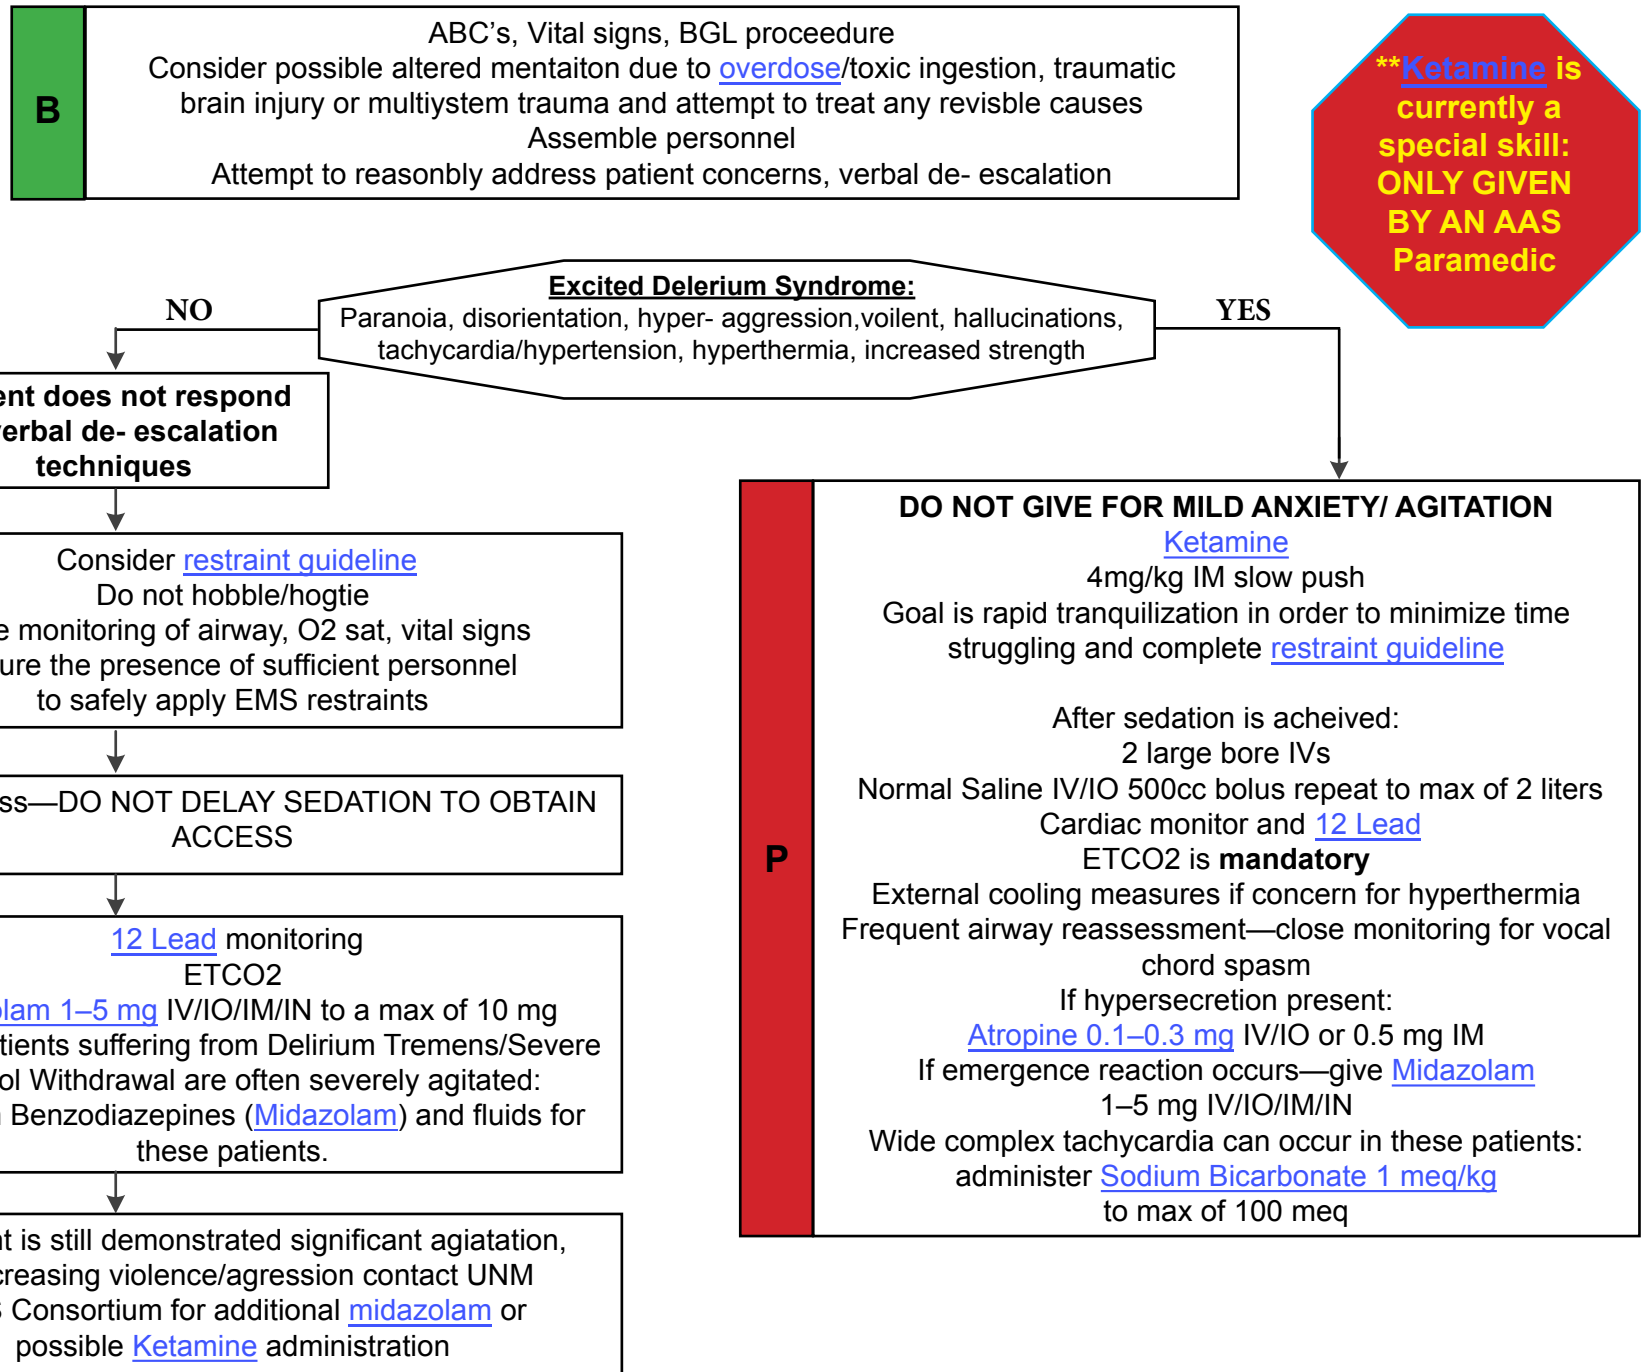 B
ABC's, Vital signs, BGL proceedure
Consider possible altered mentaiton due to overdose/toxic ingestion, traumatic
brain injury or multiystem trauma and attempt to treat any revisble causes
Assemble personnel
Attempt to reasonbly address patient concerns, verbal de- escalation
**Ketamine is
currently a
special skill:
ONLY GIVEN
BY AN AAS
Paramedic
Excited Delerium Syndrome:
Paranoia, disorientation, hyper- aggression,voilent, hallucinations,
tachycardia/hypertension, hyperthermia, increased strength
NO
YES
does not respond
de- escalation
techniques
Consider restraint guideline
Do not hobble/hogtie
monitoring of airway, O2 sat, vital signs
the presence of sufficient personnel
to safely apply EMS restraints
—DO NOT DELAY SEDATION TO OBTAIN
ACCESS
12 Lead monitoring
ETCO2
1–5 mg IV/IO/IM/IN to a max of 10 mg
suffering from Delirium Tremens/Severe
Withdrawal are often severely agitated:
Benzodiazepines (Midazolam) and fluids for
these patients.
is still demonstrated significant agiatation,
violence/agression contact UNM
Consortium for additional midazolam or
possible Ketamine administration
P
DO NOT GIVE FOR MILD ANXIETY/ AGITATION
Ketamine
4mg/kg IM slow push
Goal is rapid tranquilization in order to minimize time
struggling and complete restraint guideline
After sedation is acheived:
2 large bore IVs
Normal Saline IV/IO 500cc bolus repeat to max of 2 liters
Cardiac monitor and 12 Lead
ETCO2 is mandatory
External cooling measures if concern for hyperthermia
Frequent airway reassessment—close monitoring for vocal
chord spasm
If hypersecretion present:
Atropine 0.1–0.3 mg IV/IO or 0.5 mg IM
If emergence reaction occurs—give Midazolam
1–5 mg IV/IO/IM/IN
Wide complex tachycardia can occur in these patients:
administer Sodium Bicarbonate 1 meq/kg
to max of 100 meq